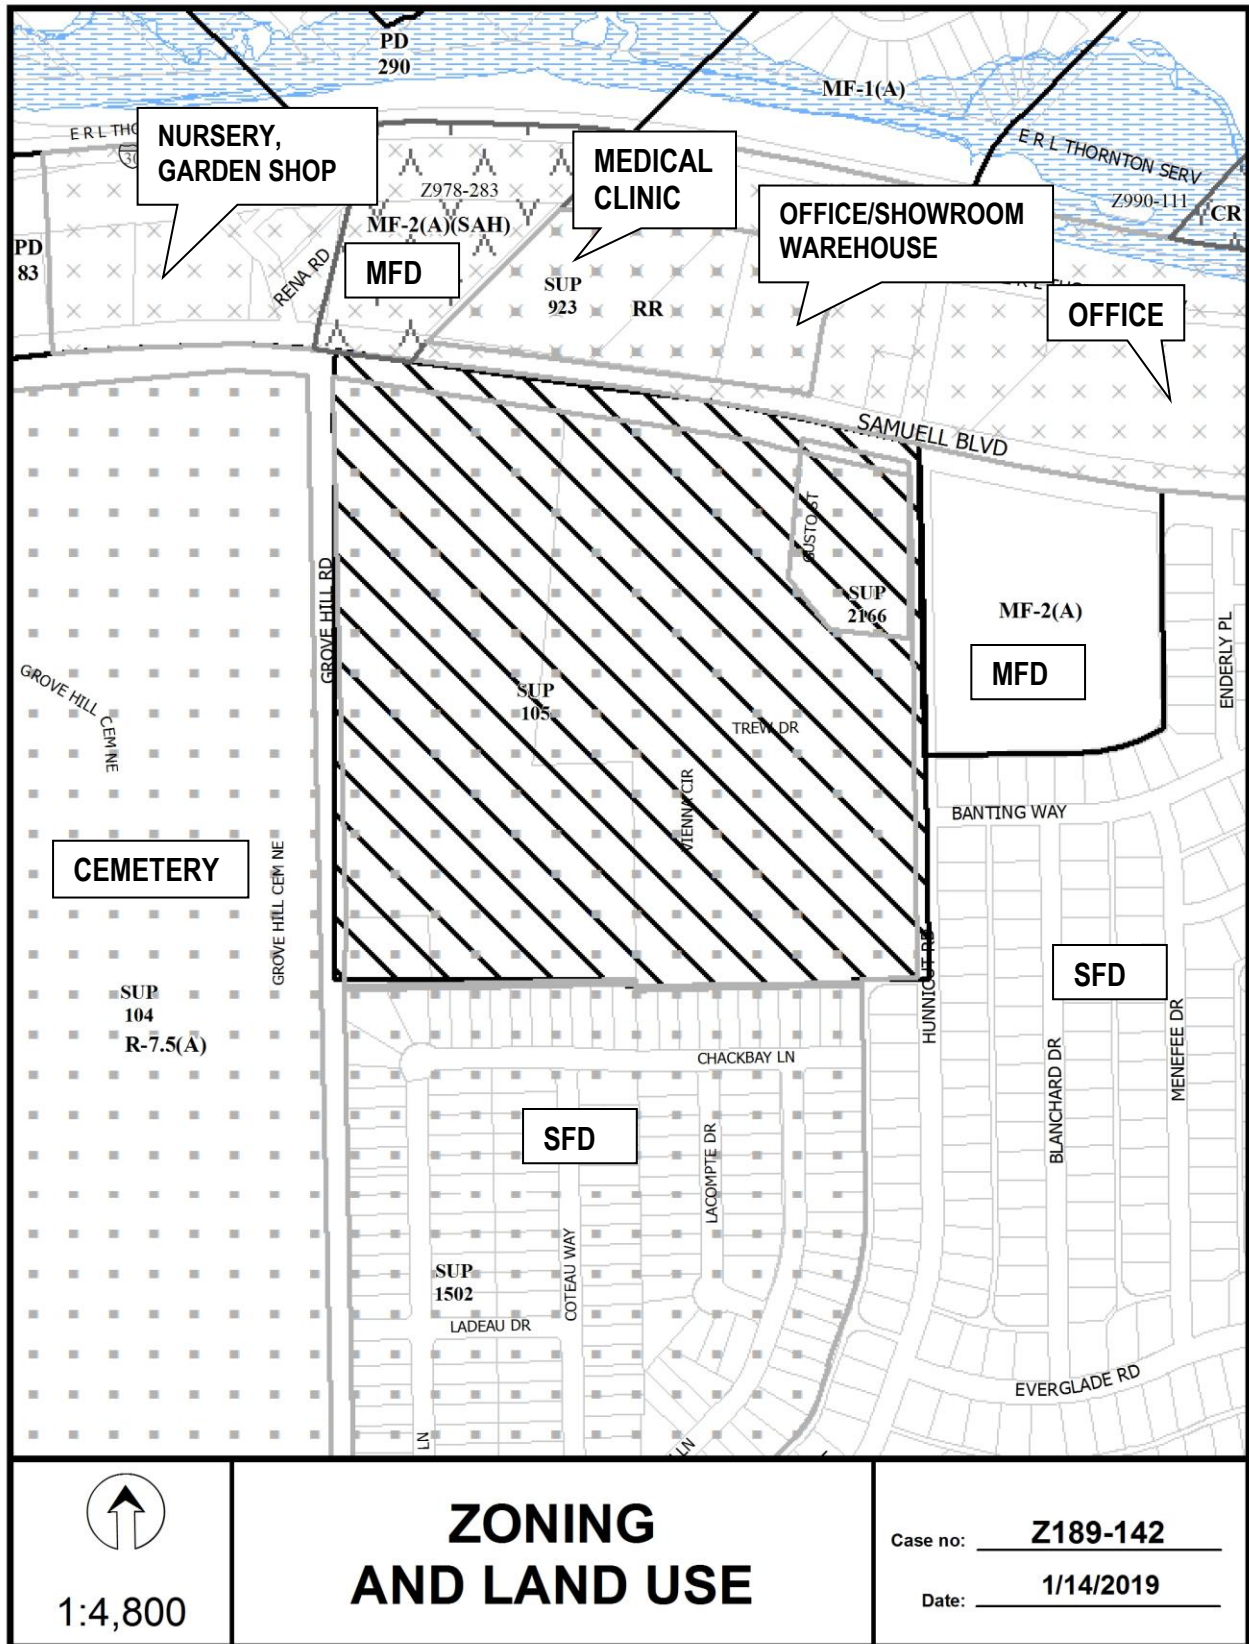 PD
290
MF-1(A)
E R L THO
NURSERY,
GARDEN SHOP
MEDICAL
CLINIC
E R L THORNTON SERV
Z978-283
Z990-111
CR
MF-2(A)(SAH)
OFFICE/SHOWROOM
WAREHOUSE
PD
83
RENA RD
MFD
SUP
923
RR
OFFICE
SAMUELL BLVD
GUSTO ST
SUP
2166
MF-2(A)
GROVE HILL RD
ENDERLY PL
GROVE HILL CEM NE
MFD
SUP
105
TREW DR
VIENNA CIR
BANTING WAY
CEMETERY
GROVE HILL CEM NE
HUNNICUT RD
SFD
SUP
104
R-7.5(A)
CHACKBAY LN
MENEFEE DR
BLANCHARD DR
SFD
LACOMPTE DR
COTEAU WAY
SUP
1502
LADEAU DR
EVERGLADE RD
LN
LN
1:4,800
ZONING
AND LAND USE
Case no: Z189-142
Date: 1/14/2019